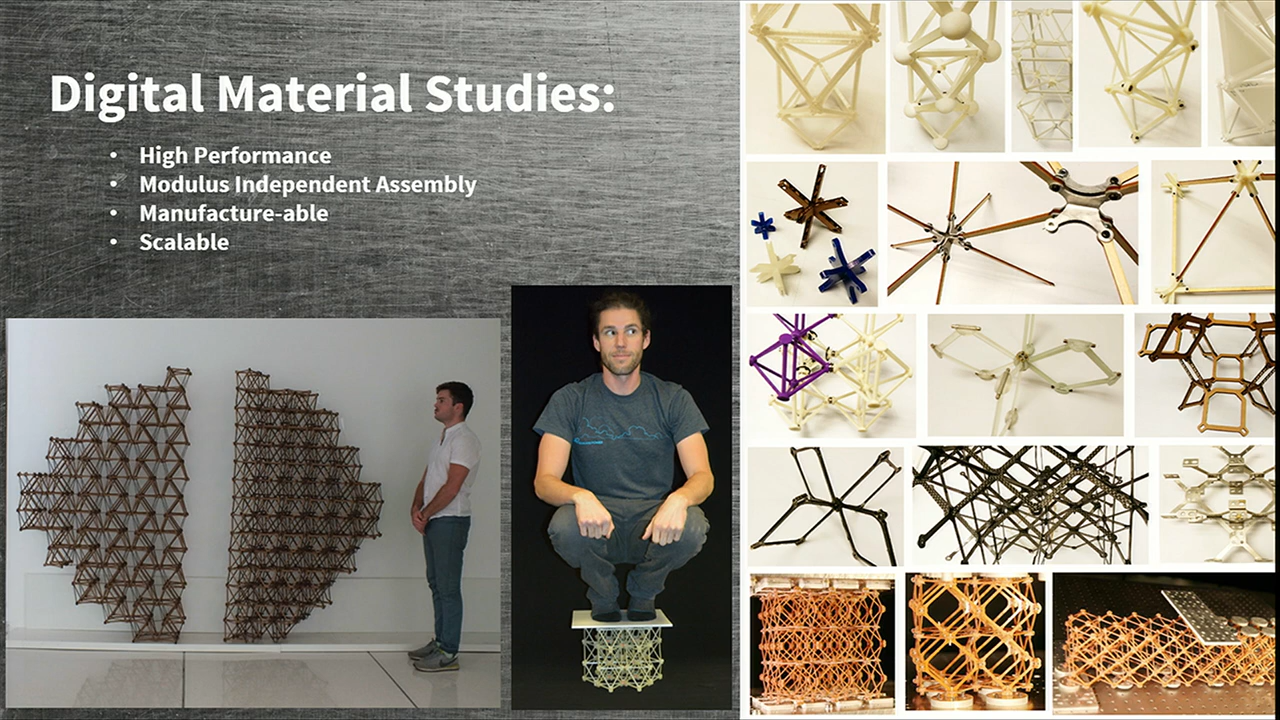 Digital Material Studies:
• High Performance
• Modulus Independent Assembly
• Manufacture-able
• Scalable